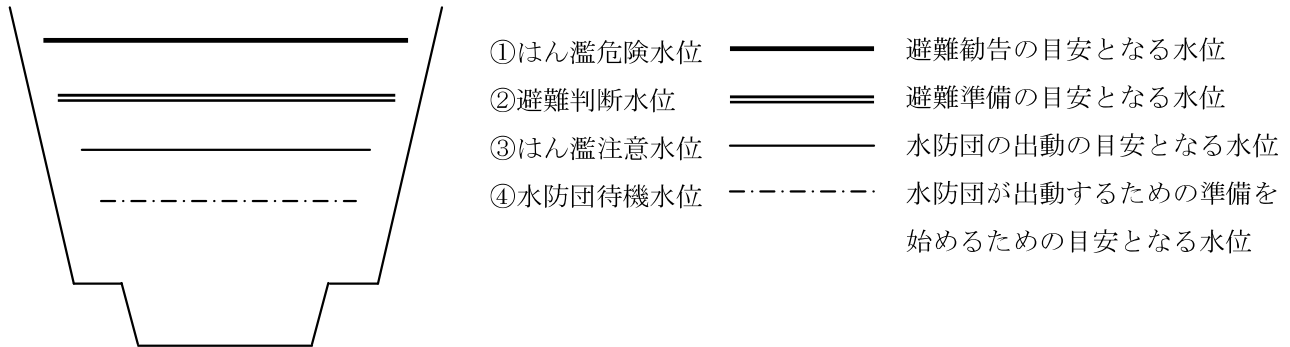 ①はん濫危険水位 避難勧告の目安となる水位
②避難判断水位 避難準備の目安となる水位
③はん濫注意水位 水防団の出動の目安となる水位
④水防団待機水位 水防団が出動するための準備を
始めるための目安となる水位